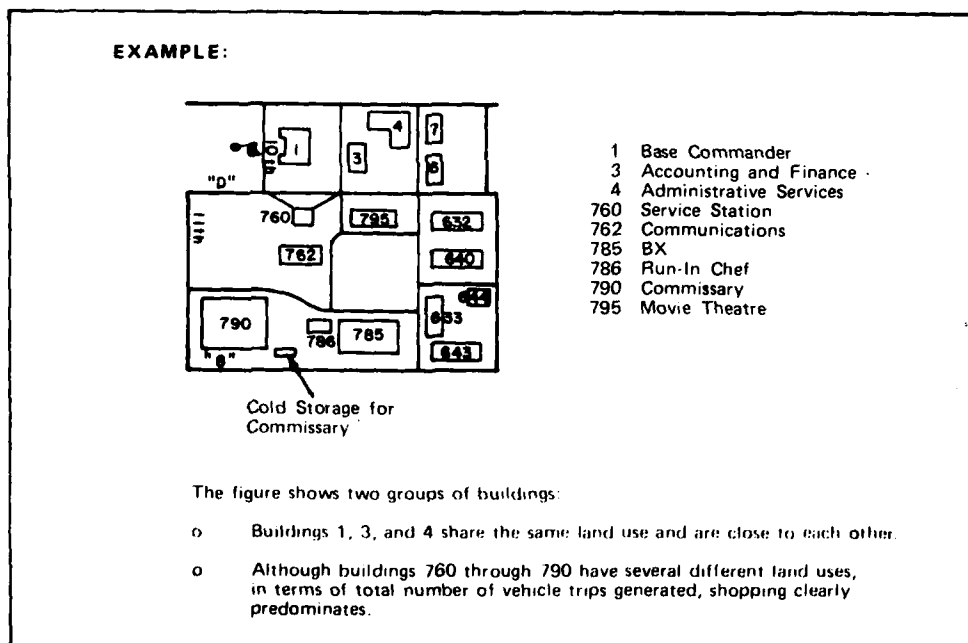 EXAMPLE:
4
7
1
3
6
"D"
760
795
632
762
640
644
633
790
786
785
643
"B"
Cold Storage for
Commissary
1 Base Commander
3 Accounting and Finance
4 Administrative Services
760 Service Station
762 Communications
785 BX
786 Run-In Chef
790 Commissary
795 Movie Theatre
The figure shows two groups of buildings:
o Buildings 1, 3, and 4 share the same land use and are close to each other.
o Although buildings 760 through 790 have several different land uses,
in terms of total number of vehicle trips generated, shopping clearly
predominates.